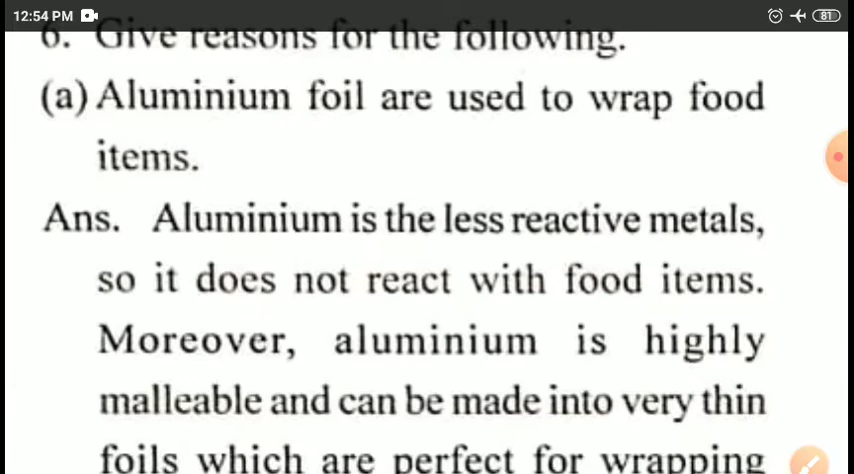 12:54 PM 81
6. Give reasons for the following.
(a) Aluminium foil are used to wrap food
items.
Ans. Aluminium is the less reactive metals,
so it does not react with food items.
Moreover, aluminium is highly
malleable and can be made into very thin
foils which are perfect for wrapping